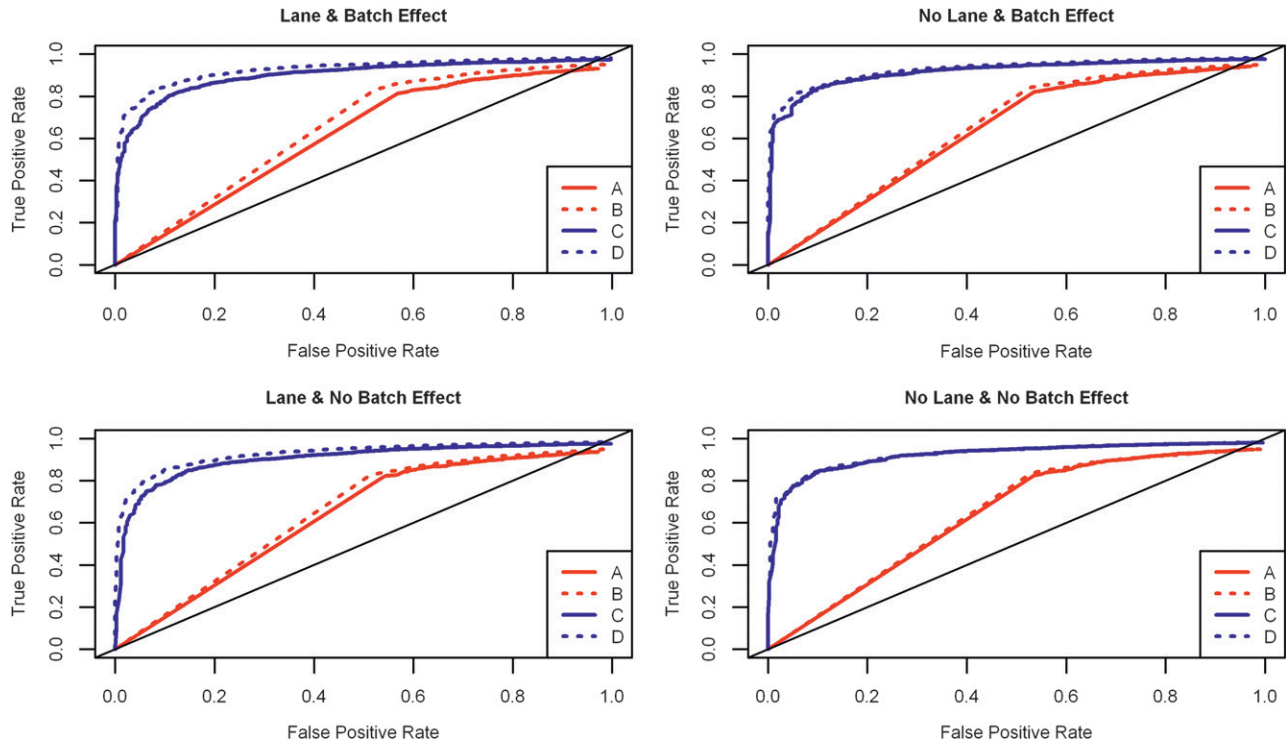 Lane & Batch Effect
True Positive Rate
1.0
0.8
0.6
0.4
0.2
0.0
A
B
C
D
0.0 0.2 0.4 0.6 0.8 1.0
False Positive Rate
No Lane & Batch Effect
True Positive Rate
1.0
0.8
0.6
0.4
0.2
0.0
A
B
C
D
0.0 0.2 0.4 0.6 0.8 1.0
False Positive Rate
Lane & No Batch Effect
True Positive Rate
1.0
0.8
0.6
0.4
0.2
0.0
A
B
C
D
0.0 0.2 0.4 0.6 0.8 1.0
False Positive Rate
No Lane & No Batch Effect
True Positive Rate
1.0
0.8
0.6
0.4
0.2
0.0
A
B
C
D
0.0 0.2 0.4 0.6 0.8 1.0
False Positive Rate